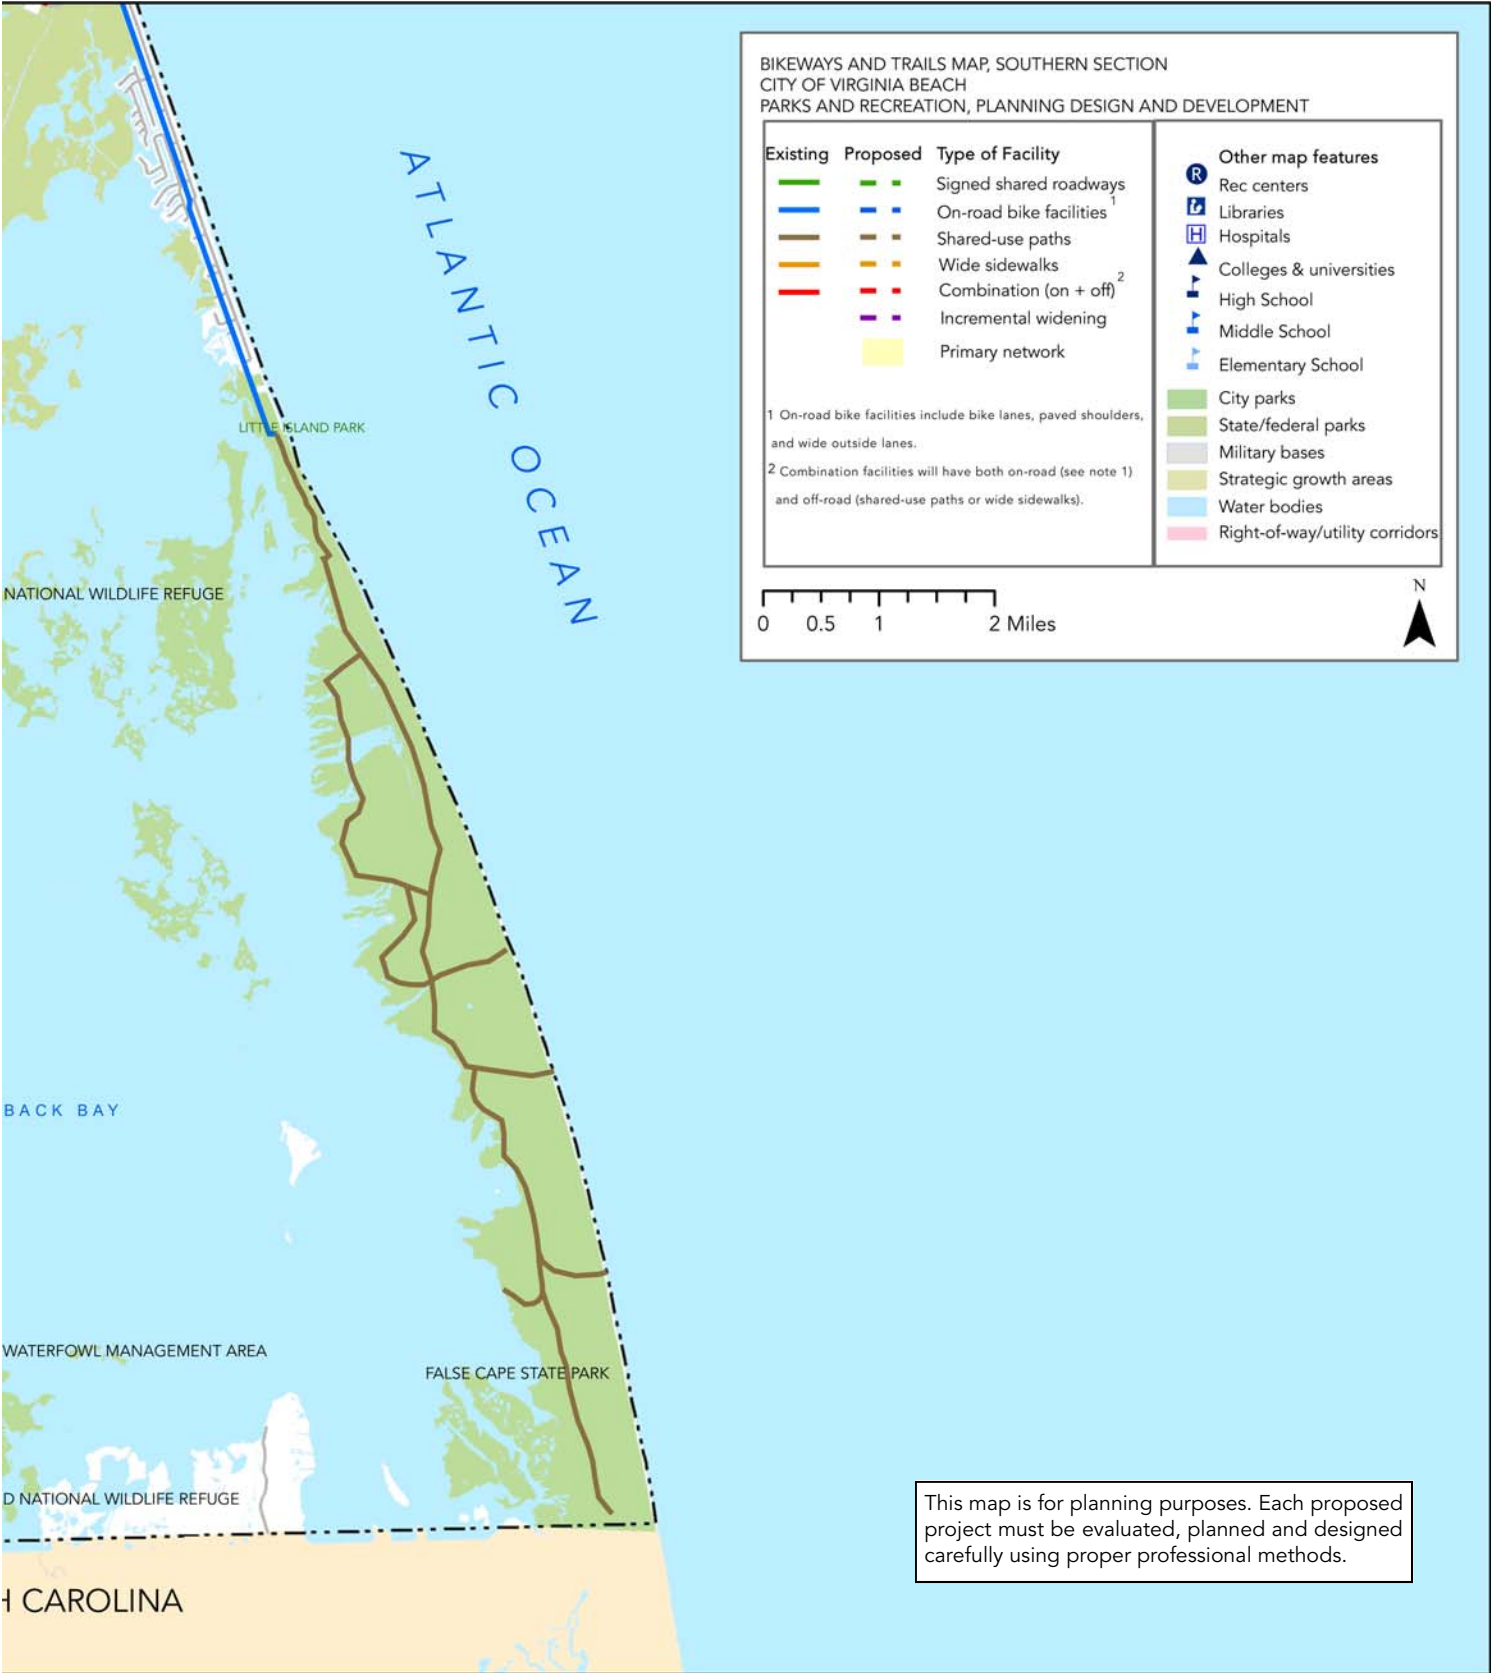 BIKEWAYS AND TRAILS MAP, SOUTHERN SECTION
CITY OF VIRGINIA BEACH
PARKS AND RECREATION, PLANNING DESIGN AND DEVELOPMENT
Existing Proposed Type of Facility
Signed shared roadways
On-road bike facilities 1
Shared-use paths
Wide sidewalks
Combination (on + off) 2
Incremental widening
Primary network
1 On-road bike facilities include bike lanes, paved shoulders,
and wide outside lanes.
2 Combination facilities will have both on-road (see note 1)
and off-road (shared-use paths or wide sidewalks).
Other map features
R Rec centers
Libraries
H Hospitals
Colleges & universities
High School
Middle School
Elementary School
City parks
State/federal parks
Military bases
Strategic growth areas
Water bodies
Right-of-way/utility corridors
0 0.5 1 2 Miles
N
ATLANTIC OCEAN
LITTLE ISLAND PARK
NATIONAL WILDLIFE REFUGE
BACK BAY
WATERFOWL MANAGEMENT AREA
FALSE CAPE STATE PARK
D NATIONAL WILDLIFE REFUGE
H CAROLINA
This map is for planning purposes. Each proposed
project must be evaluated, planned and designed
carefully using proper professional methods.